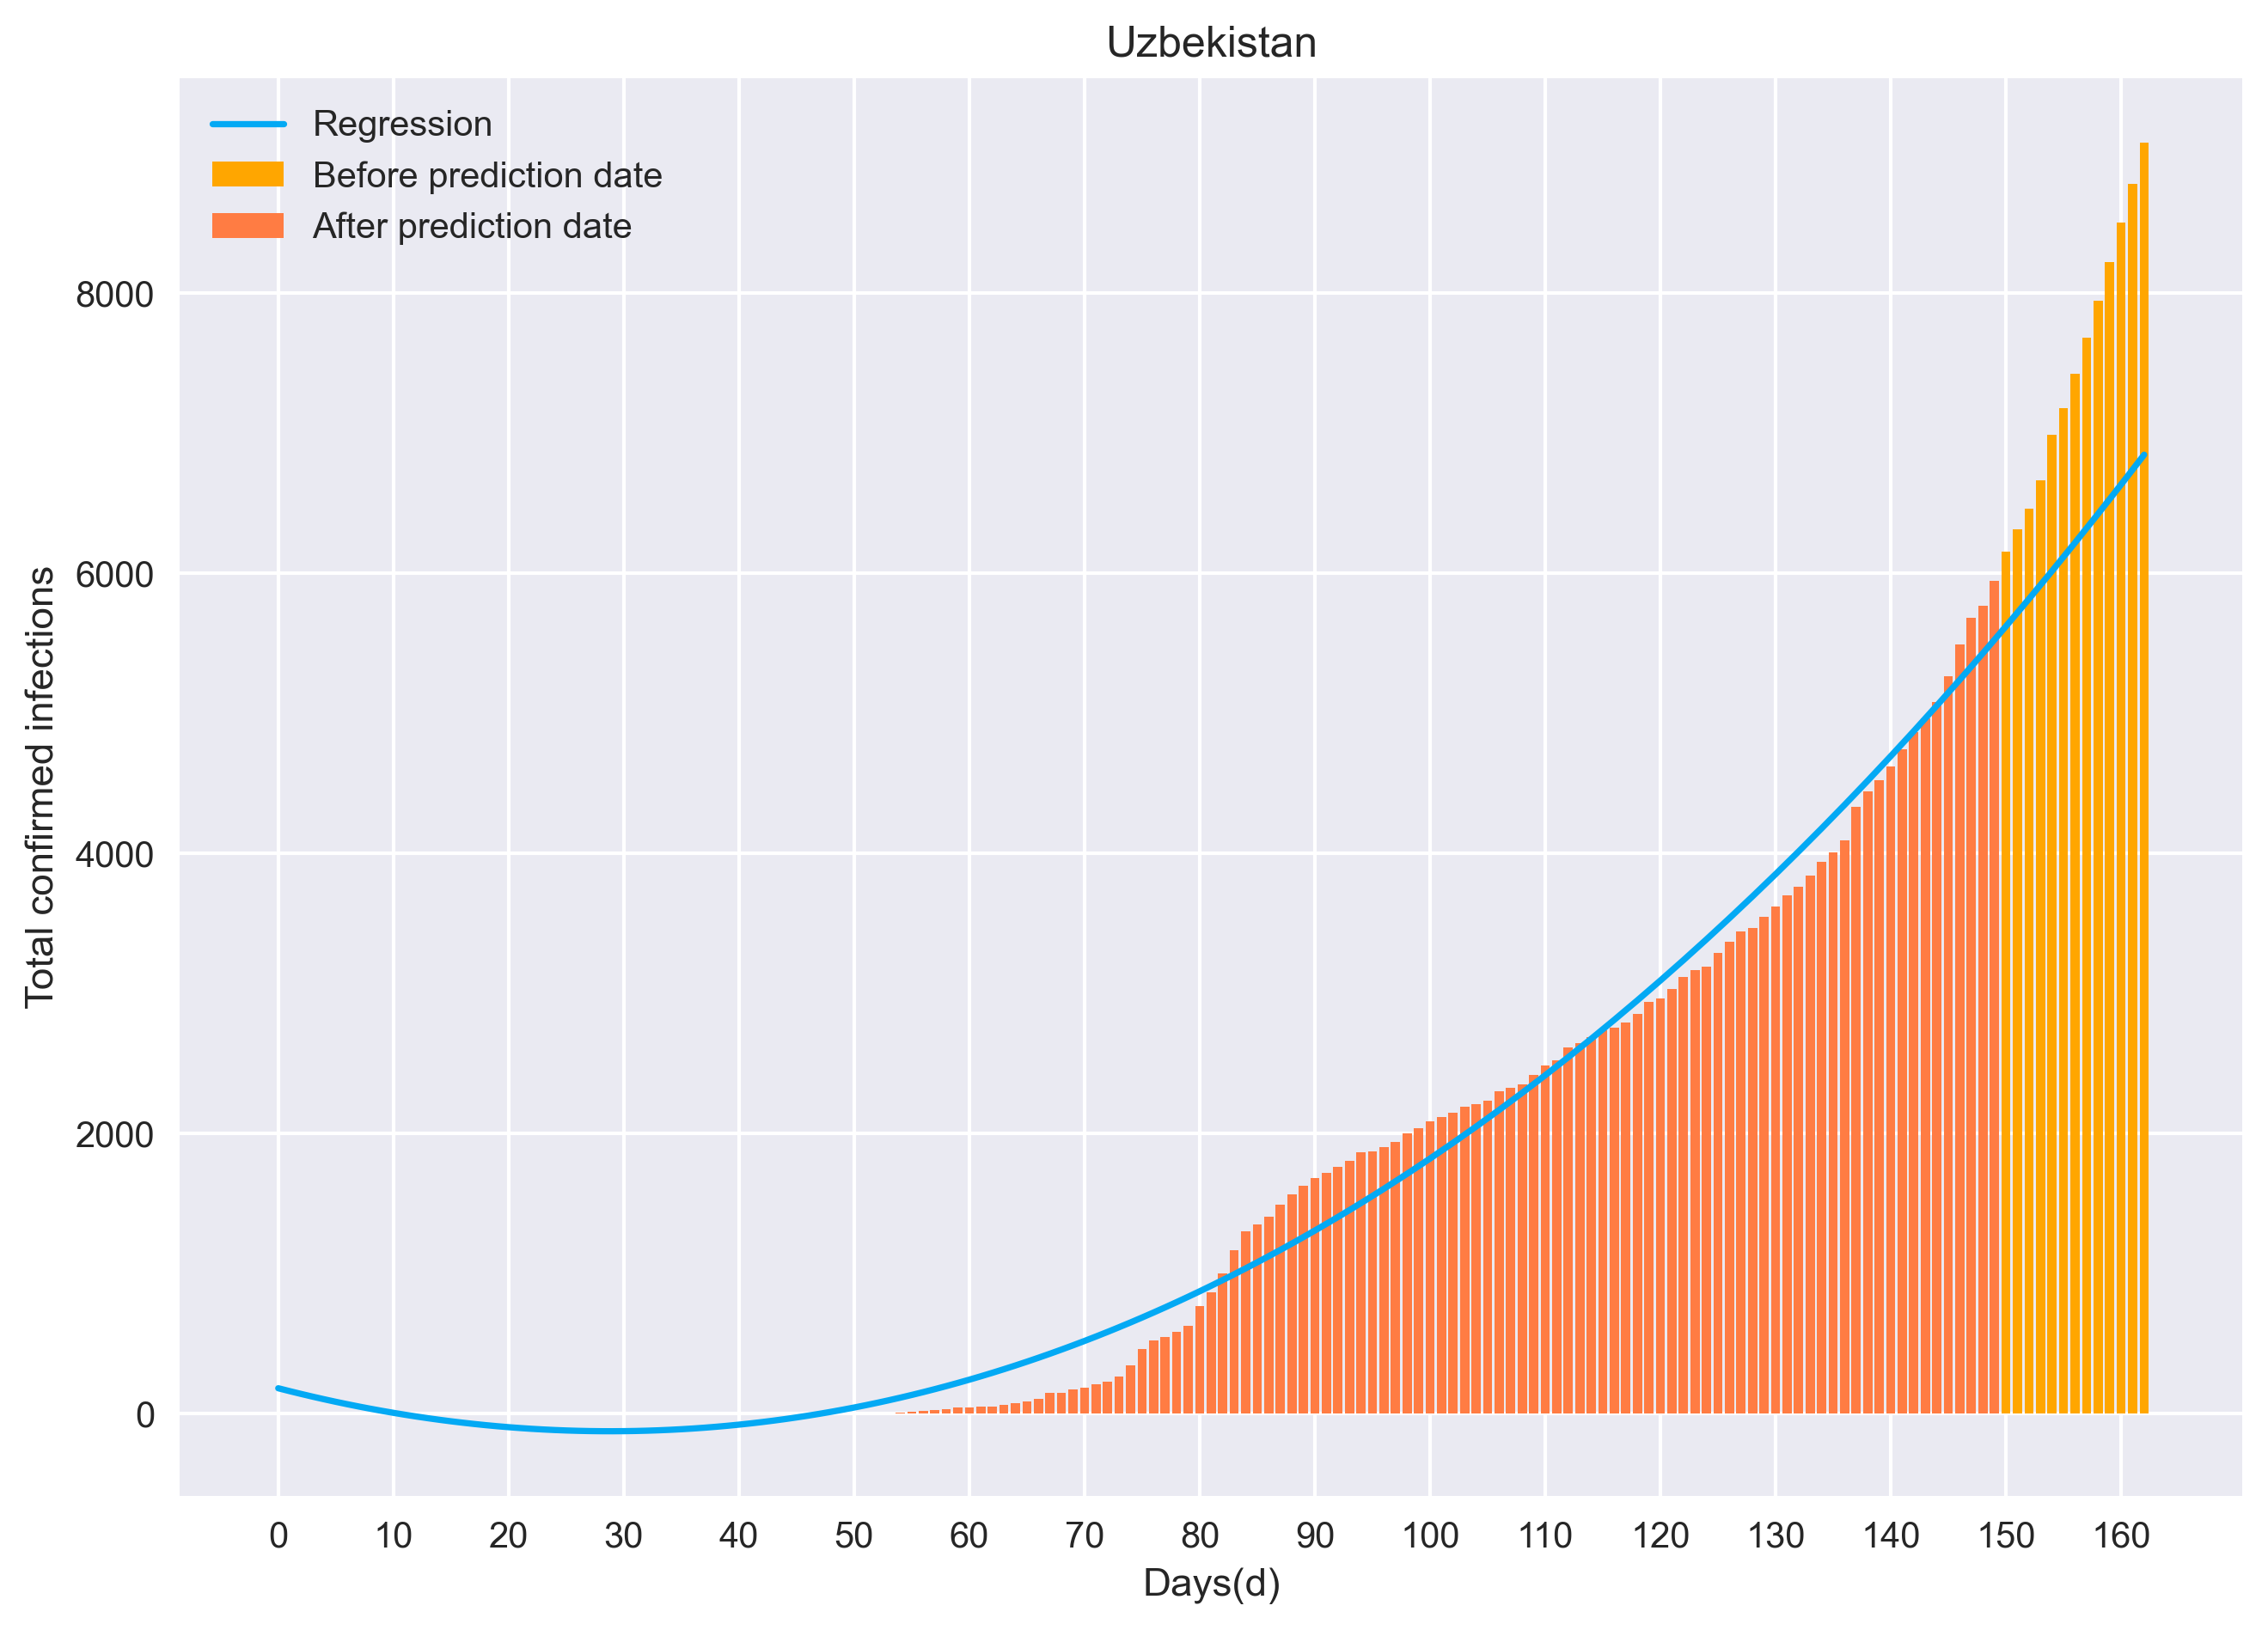 Uzbekistan
Regression
Before prediction date
After prediction date
8000
6000
4000
2000
0
Total confirmed infections
0 10 20 30 40 50 60 70 80 90 100 110 120 130 140 150 160
Days(d)